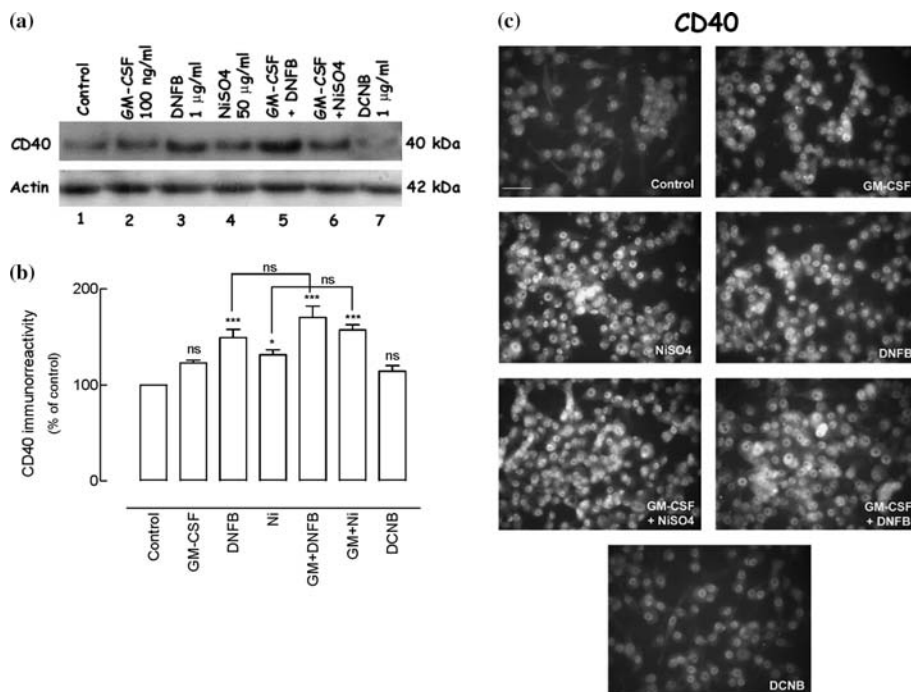 (a)
Control
GM-CSF
100 ng/ml
DNFB
1 µg/ml
NiSO4
50 µg/ml
GM-CSF
+ DNFB
GM-CSF
+NiSO4
DCNB
1 µg/ml
CD40
40 kDa
Actin
42 kDa
1 2 3 4 5 6 7
(b)
CD40 immunorreactivity
(% of control)
200
100
0
ns
***
*
ns
ns
***
***
ns
Control
GM-CSF
DNFB
Ni
GM+DNFB
GM+Ni
DCNB
(c)
CD40
Control
GM-CSF
NiSO4
DNFB
GM-CSF
+ NiSO4
GM-CSF
+ DNFB
DCNB